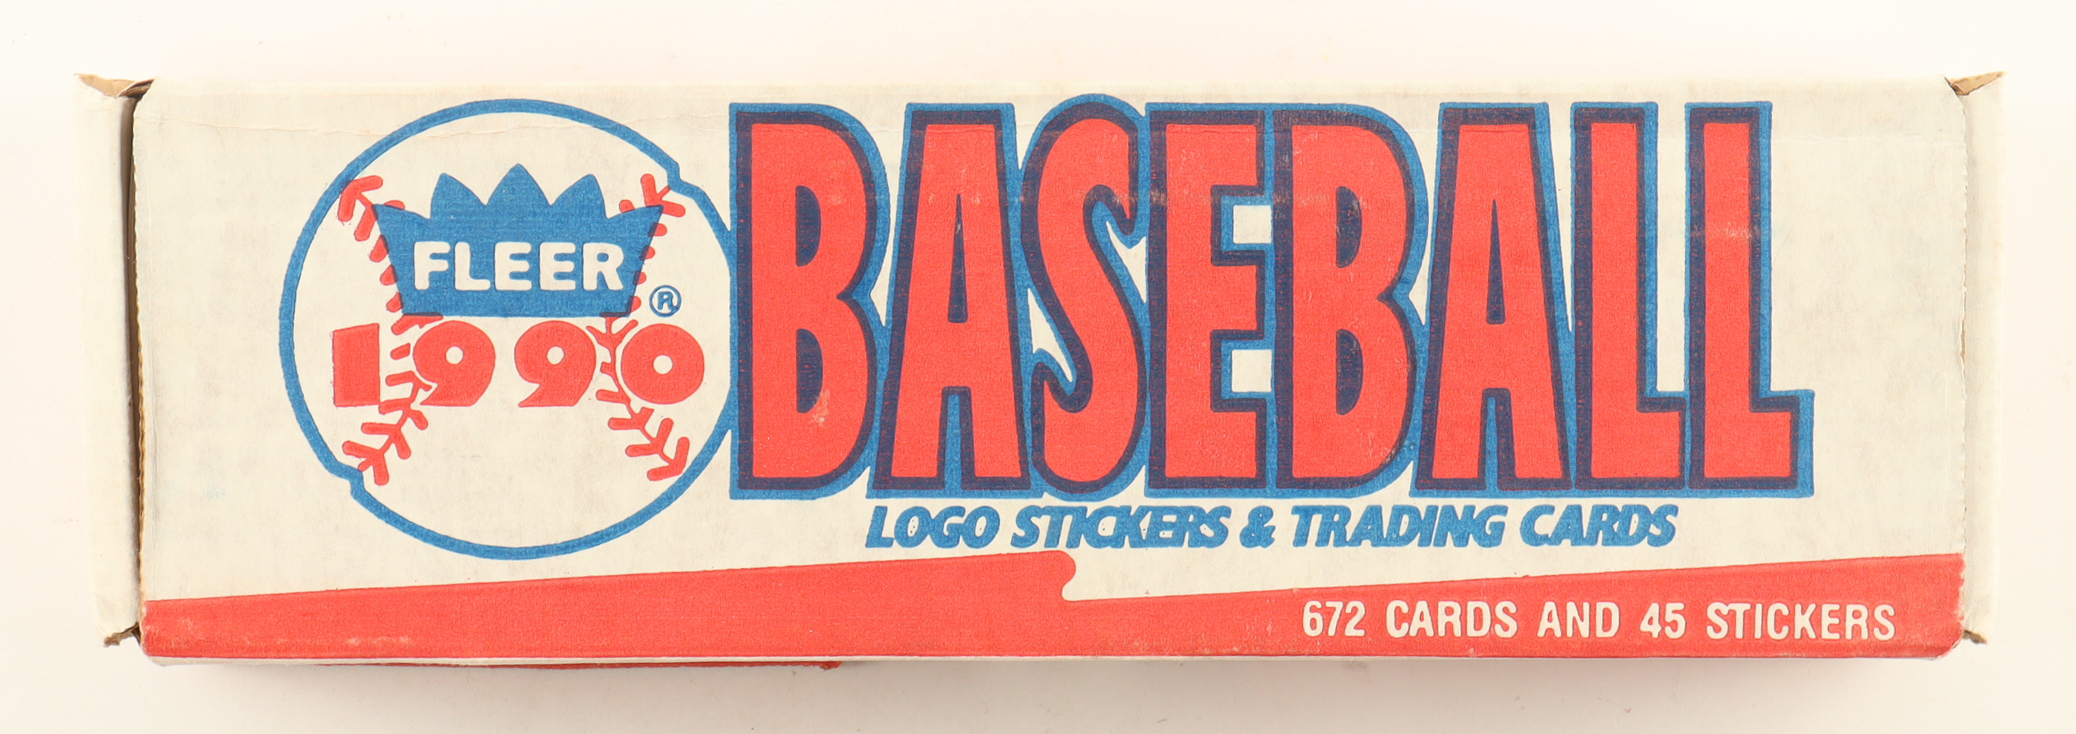 FLEER®
1990
BASEBALL
LOGO STICKERS & TRADING CARDS
672 CARDS AND 45 STICKERS